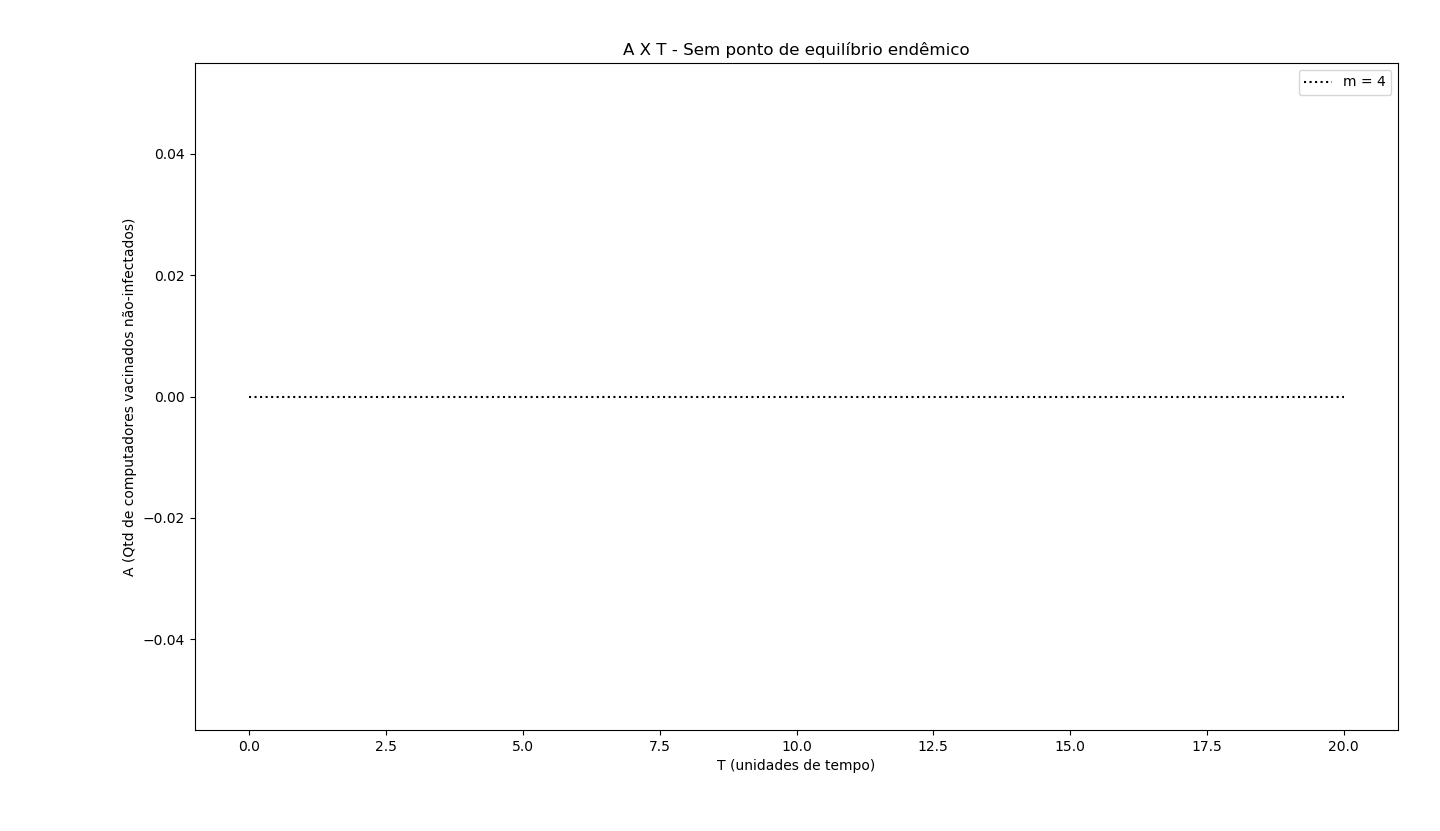 A X T - Sem ponto de equilíbrio endêmico
m = 4
A (Qtd de computadores vacinados não-infectados)
0.04
0.02
0.00
−0.02
−0.04
0.0 2.5 5.0 7.5 10.0 12.5 15.0 17.5 20.0
T (unidades de tempo)